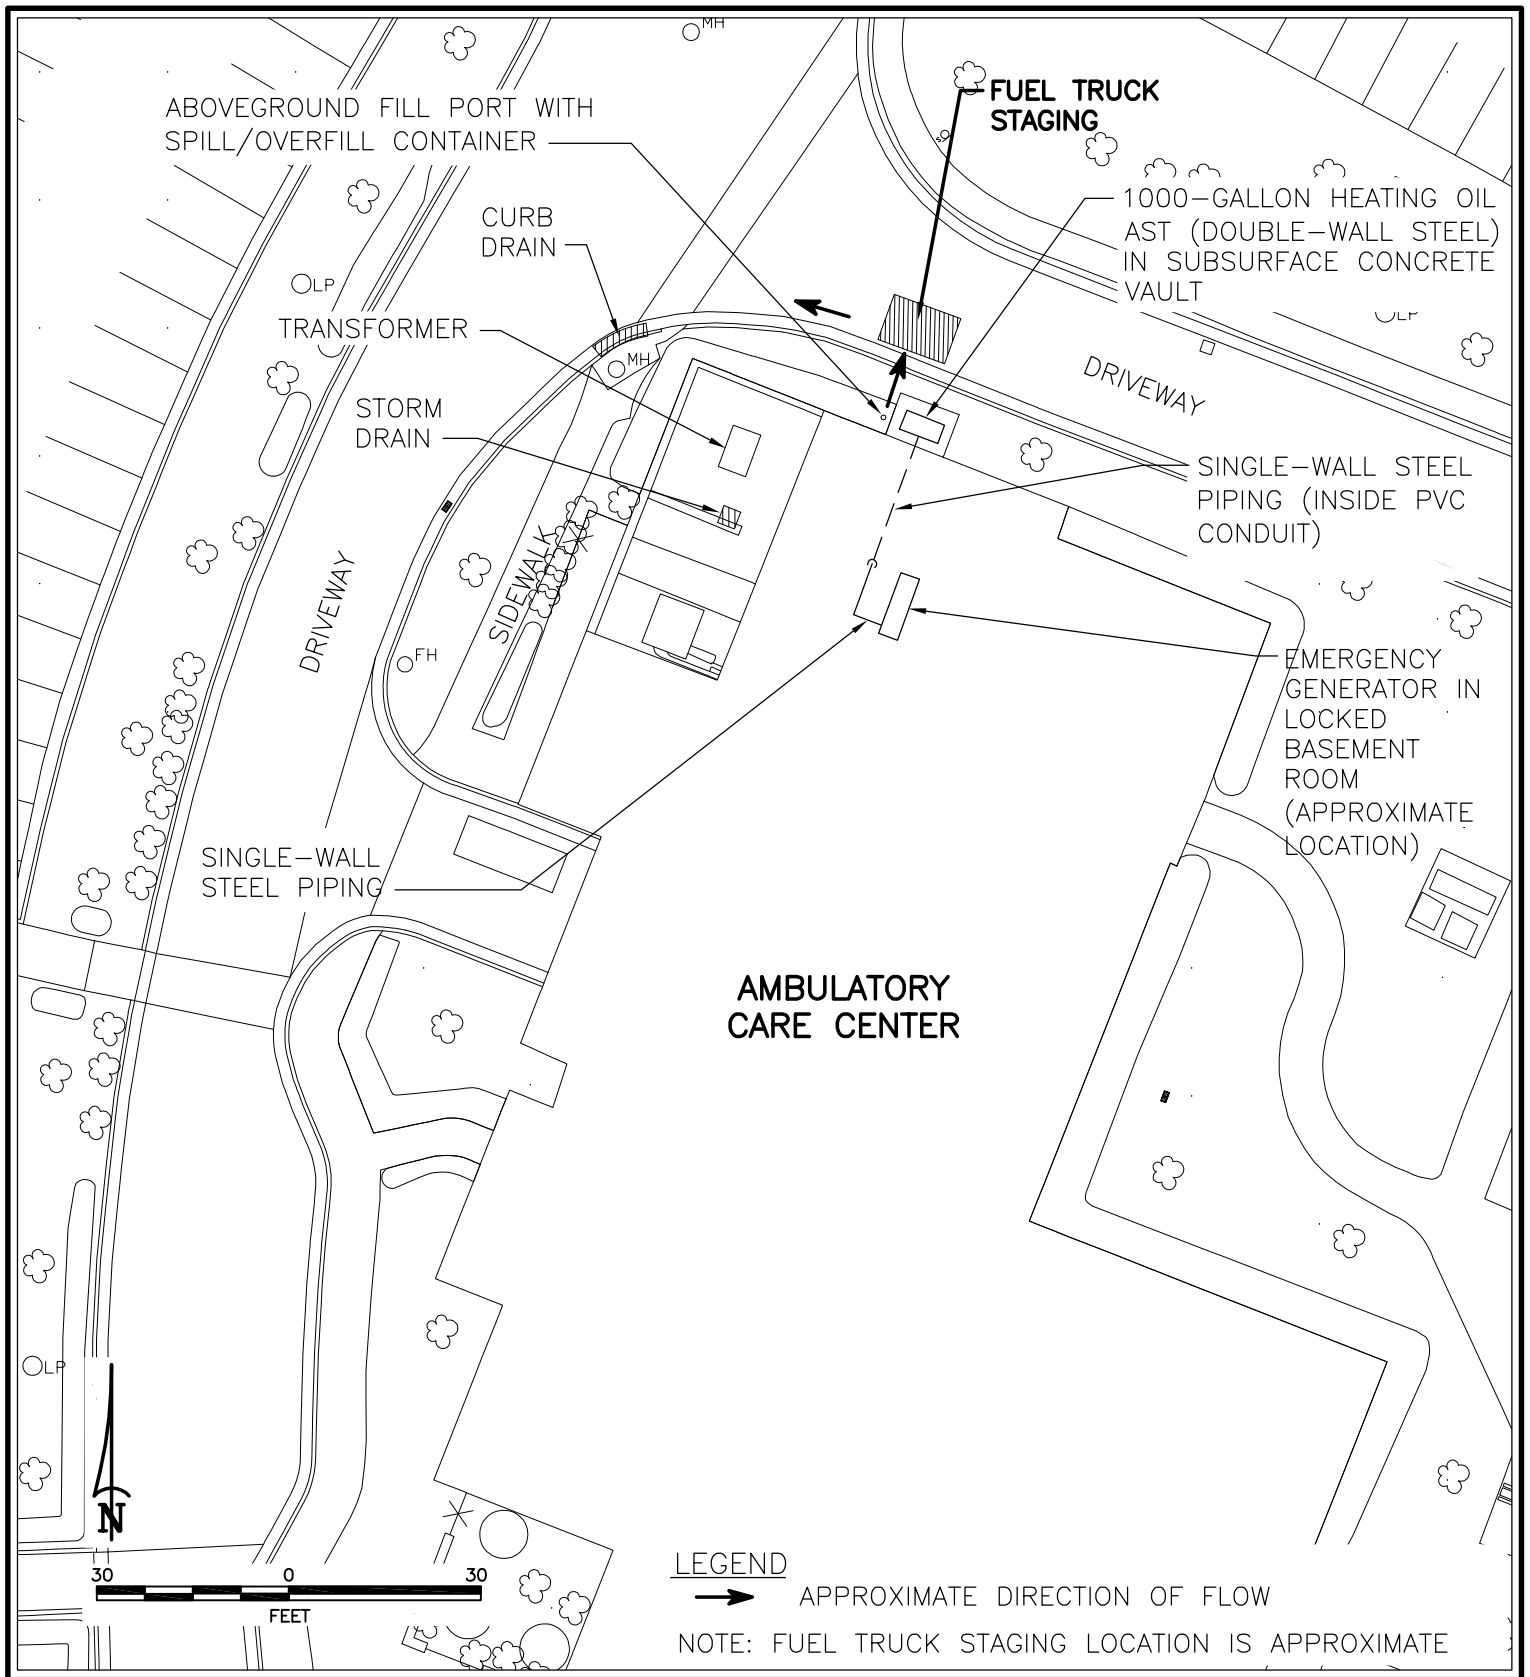 MH
ABOVEGROUND FILL PORT WITH
SPILL/OVERFILL CONTAINER
FUEL TRUCK
STAGING
1000-GALLON HEATING OIL
AST (DOUBLE-WALL STEEL)
IN SUBSURFACE CONCRETE
VAULT
CURB
DRAIN
LP
LP
TRANSFORMER
MH
DRIVEWAY
STORM
DRAIN
SINGLE-WALL STEEL
PIPING (INSIDE PVC
CONDUIT)
SIDEWALK
DRIVEWAY
FH
EMERGENCY
GENERATOR IN
LOCKED
BASEMENT
ROOM
(APPROXIMATE
LOCATION)
SINGLE-WALL
STEEL PIPING
AMBULATORY
CARE CENTER
LP
N
30 0 30
FEET
LEGEND
APPROXIMATE DIRECTION OF FLOW
NOTE: FUEL TRUCK STAGING LOCATION IS APPROXIMATE